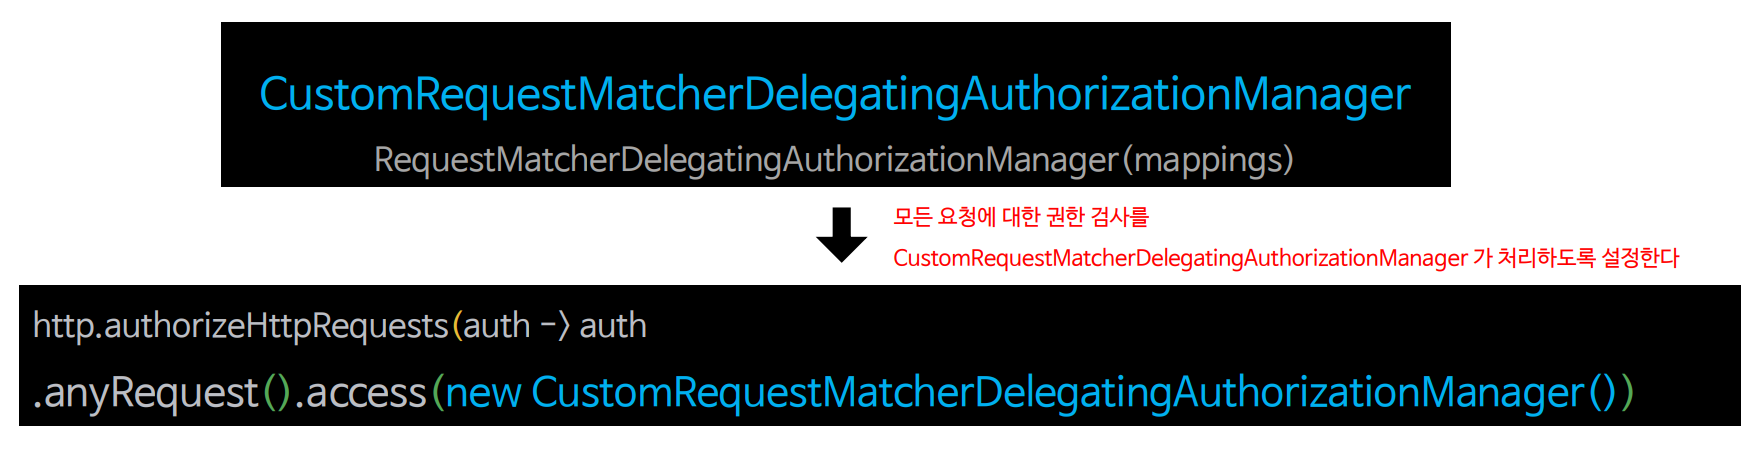 CustomRequestMatcherDelegatingAuthorizationManager
RequestMatcherDelegatingAuthorizationManager(mappings)
모든 요청에 대한 권한 검사를
CustomRequestMatcherDelegatingAuthorizationManager 가 처리하도록 설정한다
http.authorizeHttpRequests(auth -> auth
.anyRequest().access(new CustomRequestMatcherDelegatingAuthorizationManager())